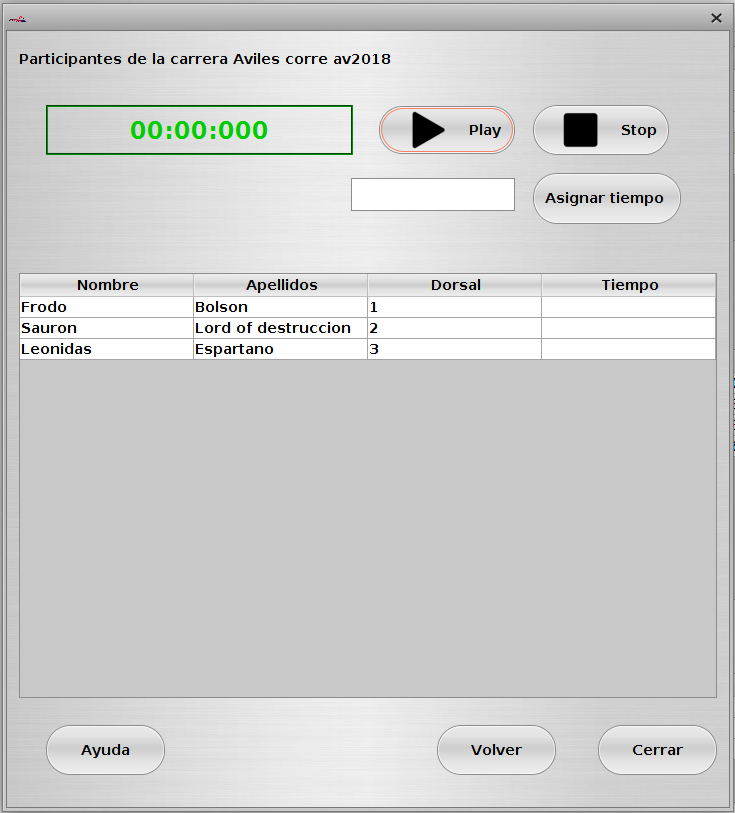 Participantes de la carrera Aviles corre av2018
00:00:000 Play Stop
Asignar tiempo
Nombre Apellidos Dorsal Tiempo
Frodo Bolson 1
Sauron Lord of destruccion 2
Leonidas Espartano 3
Ayuda Volver Cerrar